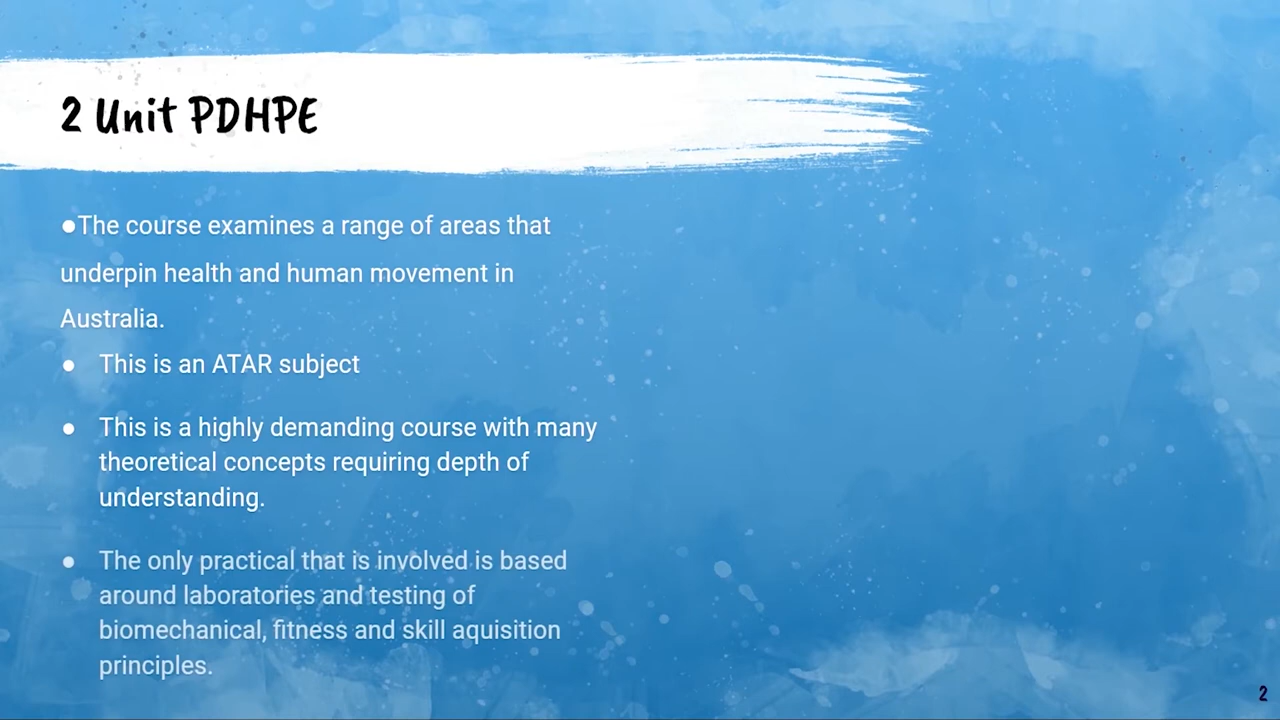 2 Unit PDHPE
●The course examines a range of areas that
underpin health and human movement in
Australia.
● This is an ATAR subject
● This is a highly demanding course with many
theoretical concepts requiring depth of
understanding.
● The only practical that is involved is based
around laboratories and testing of
biomechanical, fitness and skill aquisition
principles.
2